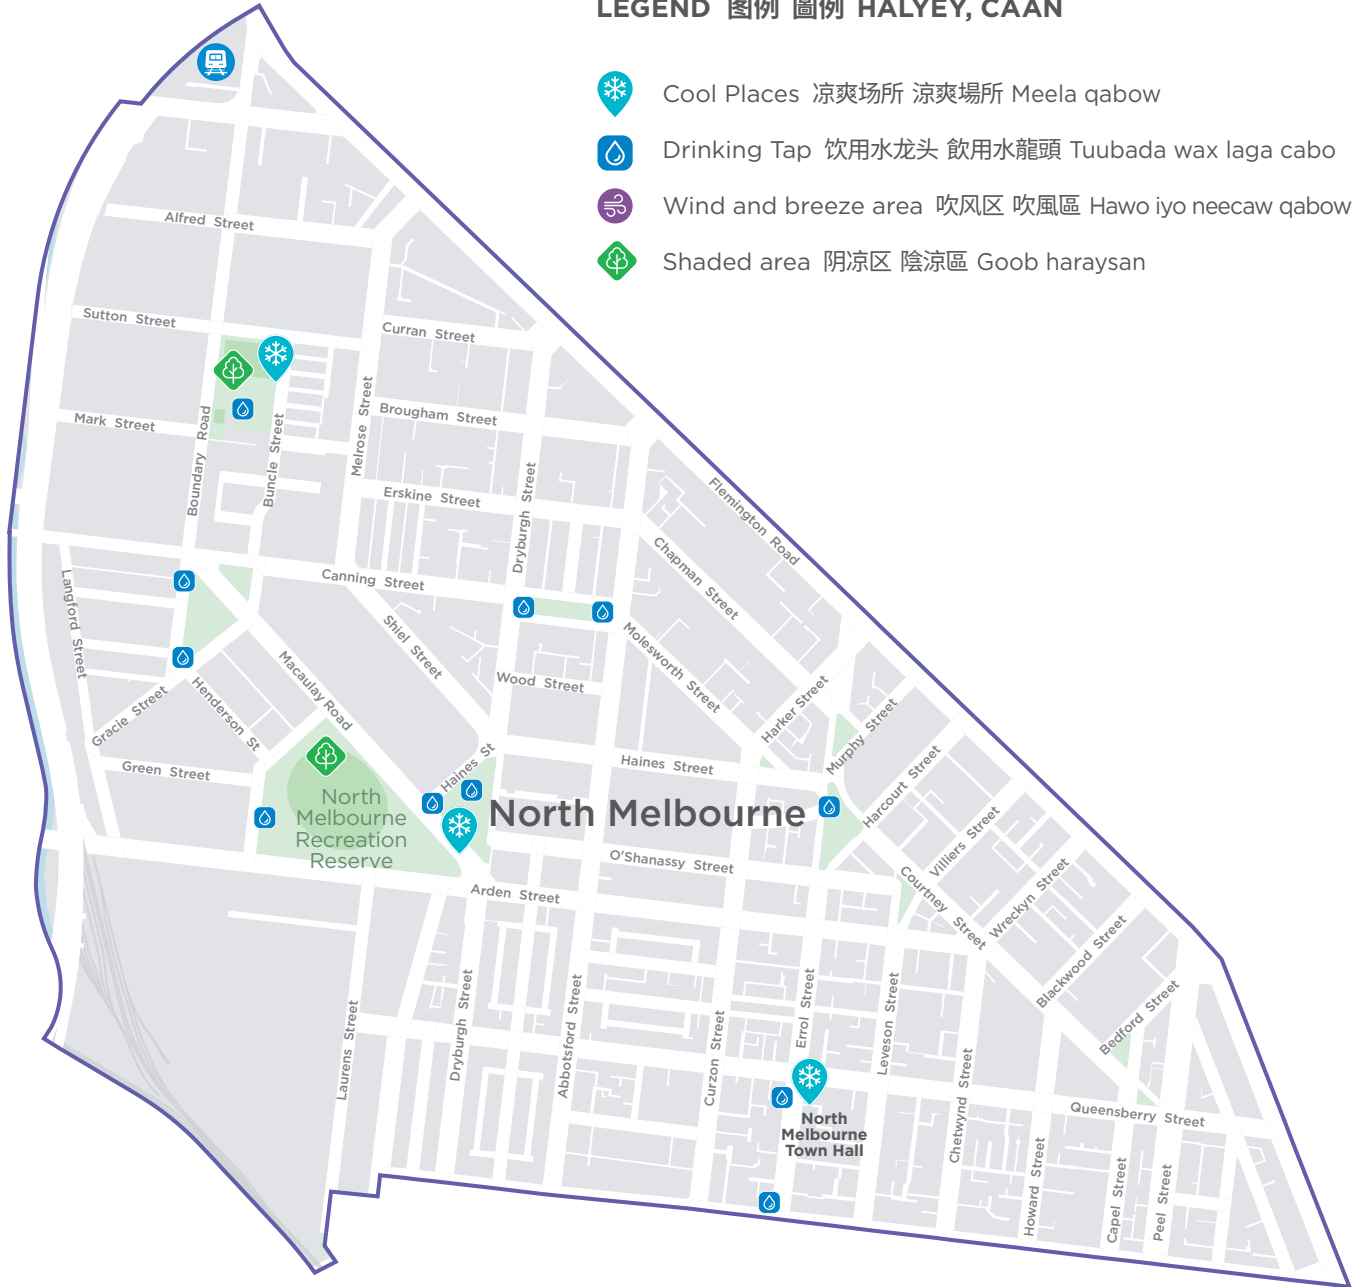 LEGEND 图例 圖例 HALYEY, CAAN
Cool Places 凉爽场所 涼爽場所 Meela qabow
Drinking Tap 饮用水龙头 飲用水龍頭 Tuubada wax laga cabo
Wind and breeze area 吹风区 吹風區 Hawo iyo neecaw qabow
Shaded area 阴凉区 陰涼區 Goob haraysan
Alfred Street
Sutton Street
Curran Street
Mark Street
Boundary Road
Buncle Street
Melrose Street
Brougham Street
Erskine Street
Dryburgh Street
Flemington Road
Chapman Street
Canning Street
Langford Street
Shiel Street
Molesworth Street
Macaulay Road
Wood Street
Henderson St
Gracie Street
Harker Street
Murphy Street
Green Street
Haines St
Haines Street
Harcourt Street
North
Melbourne
Recreation
Reserve
North Melbourne
Villiers Street
O'Shanassy Street
Courtney Street
Wreckyn Street
Arden Street
Blackwood Street
Bedford Street
Laurens Street
Dryburgh Street
Abbotsford Street
Curzon Street
Errol Street
Leveson Street
Chetwynd Street
Queensberry Street
North
Melbourne
Town Hall
Howard Street
Capel Street
Peel Street